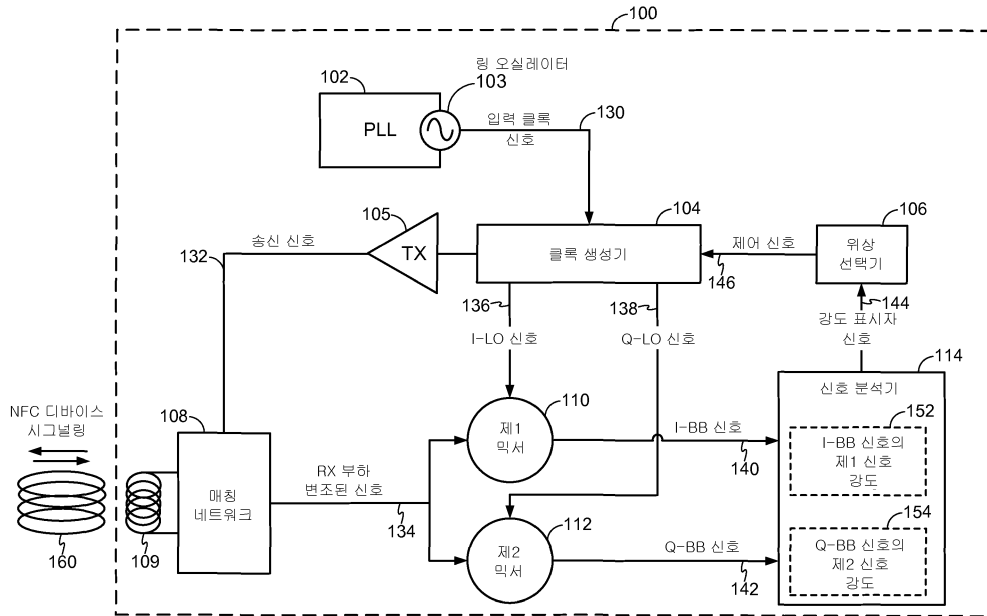 100
링 오실레이터
102
103
PLL
입력 클록
신호
130
105
TX
송신 신호
132
104
클록 생성기
제어 신호
146
106
위상
선택기
144
136
138
강도 표시자
신호
I-LO 신호
Q-LO 신호
114
신호 분석기
NFC 디바이스
시그널링
108
110
제1
믹서
I-BB 신호
140
152
I-BB 신호의
제1 신호
강도
매칭
네트워크
RX 부하
변조된 신호
134
112
제2
믹서
Q-BB 신호
142
154
Q-BB 신호의
제2 신호
강도
160
109